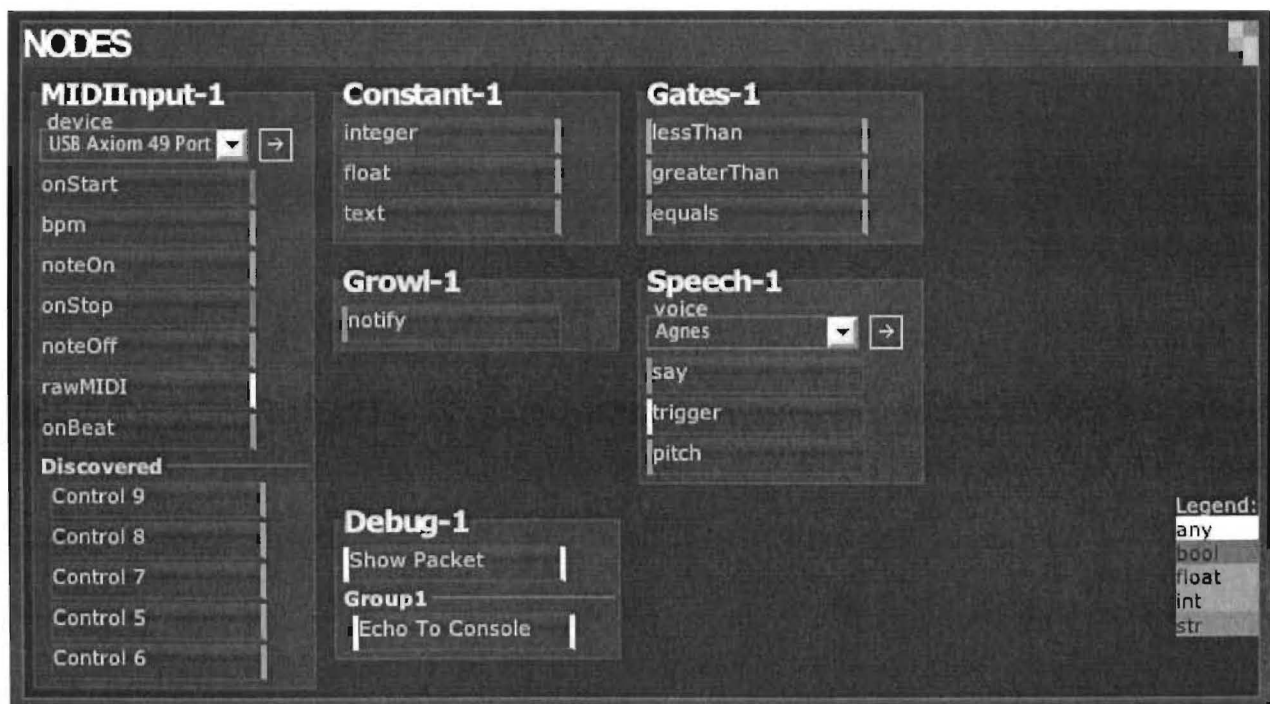 NODES
MIDIInput-1
device
USB Axiom 49 Port
→
onStart
bpm
noteOn
onStop
noteOff
rawMIDI
onBeat
Discovered
Control 9
Control 8
Control 7
Control 5
Control 6
Constant-1
integer
float
text
Growl-1
notify
Debug-1
Show Packet
Group1
Echo To Console
Gates-1
lessThan
greaterThan
equals
Speech-1
voice
Agnes
→
say
trigger
pitch
Legend:
any
bool
float
int
str